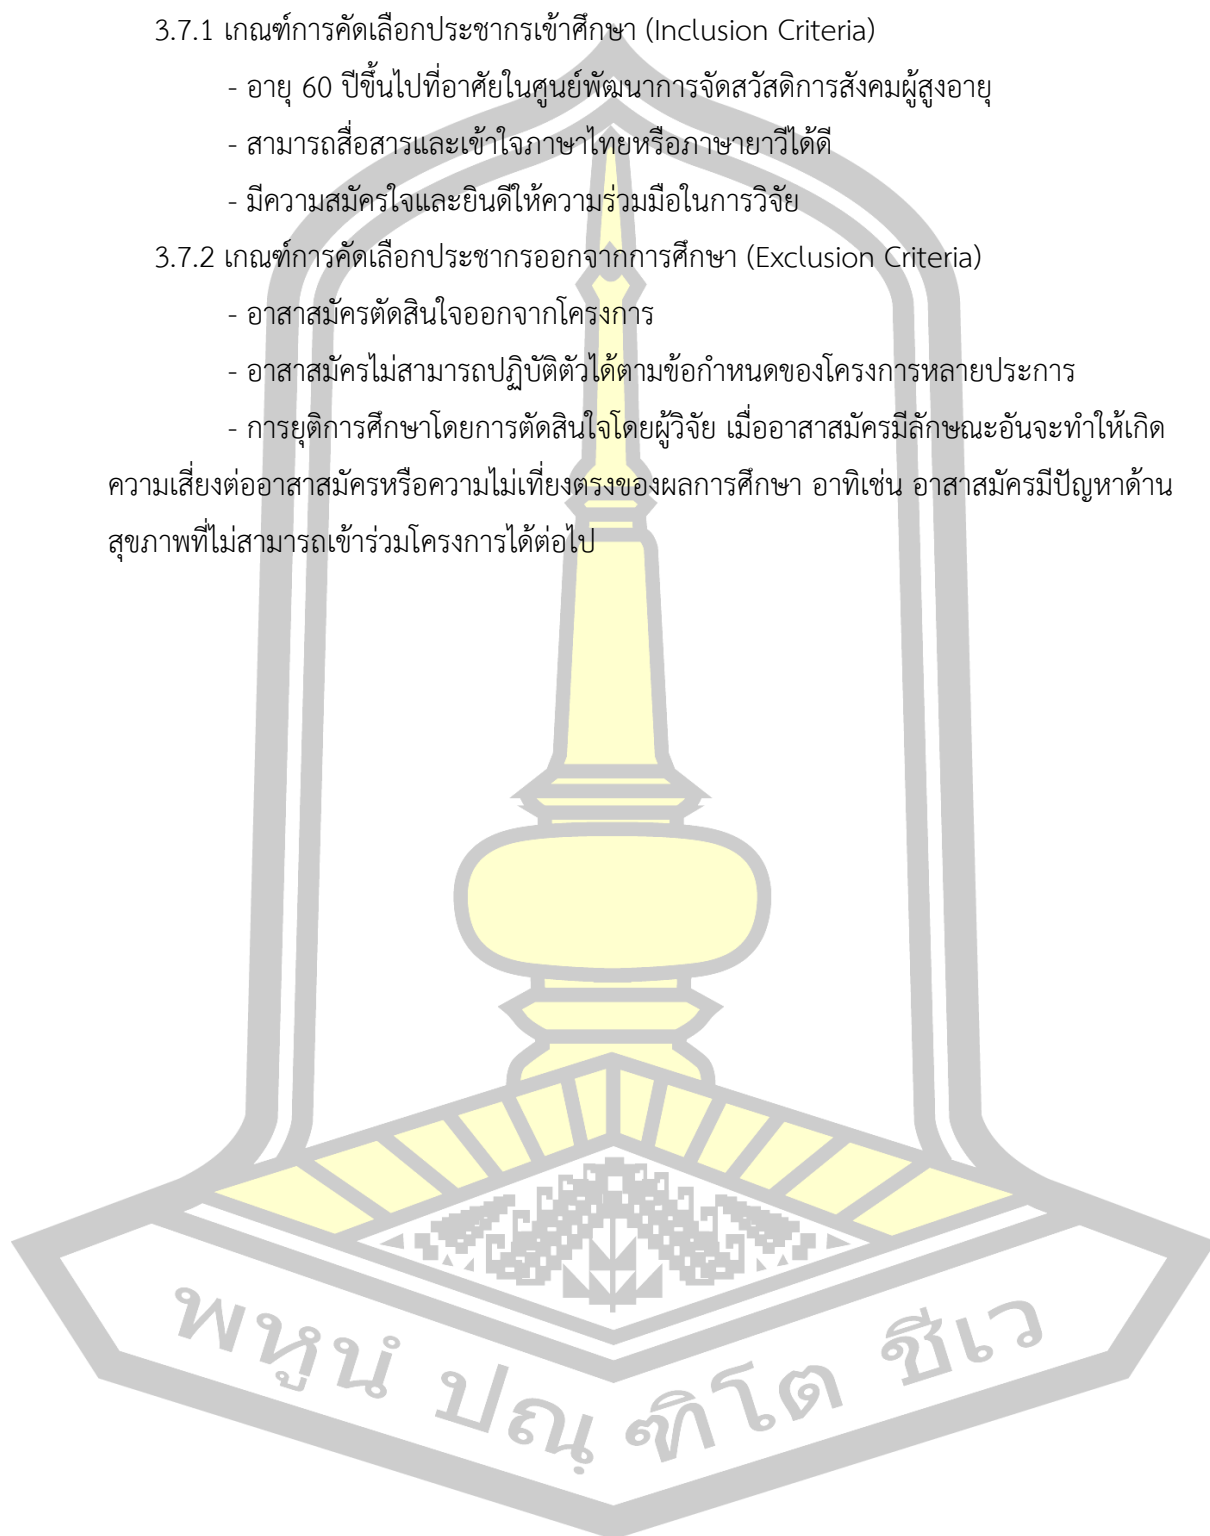 3.7.1 เกณฑ์การคัดเลือกประชากรเข้าศึกษา (Inclusion Criteria)
- อายุ 60 ปีขึ้นไปที่อาศัยในศูนย์พัฒนาการจัดสวัสดิการสังคมผู้สูงอายุ
- สามารถสื่อสารและเข้าใจภาษาไทยหรือภาษายาวีได้ดี
- มีความสมัครใจและยินดีให้ความร่วมมือในการวิจัย
3.7.2 เกณฑ์การคัดเลือกประชากรออกจากการศึกษา (Exclusion Criteria)
- อาสาสมัครตัดสินใจออกจากโครงการ
- อาสาสมัครไม่สามารถปฏิบัติตัวได้ตามข้อกำหนดของโครงการหลายประการ
- การยุติการศึกษาโดยการตัดสินใจโดยผู้วิจัย เมื่ออาสาสมัครมีลักษณะอันจะทำให้เกิด
ความเสี่ยงต่ออาสาสมัครหรือความไม่เที่ยงตรงของผลการศึกษา อาทิเช่น อาสาสมัครมีปัญหาด้าน
สุขภาพที่ไม่สามารถเข้าร่วมโครงการได้ต่อไป
พหูนํ ปณฺฑิโต ชีเว